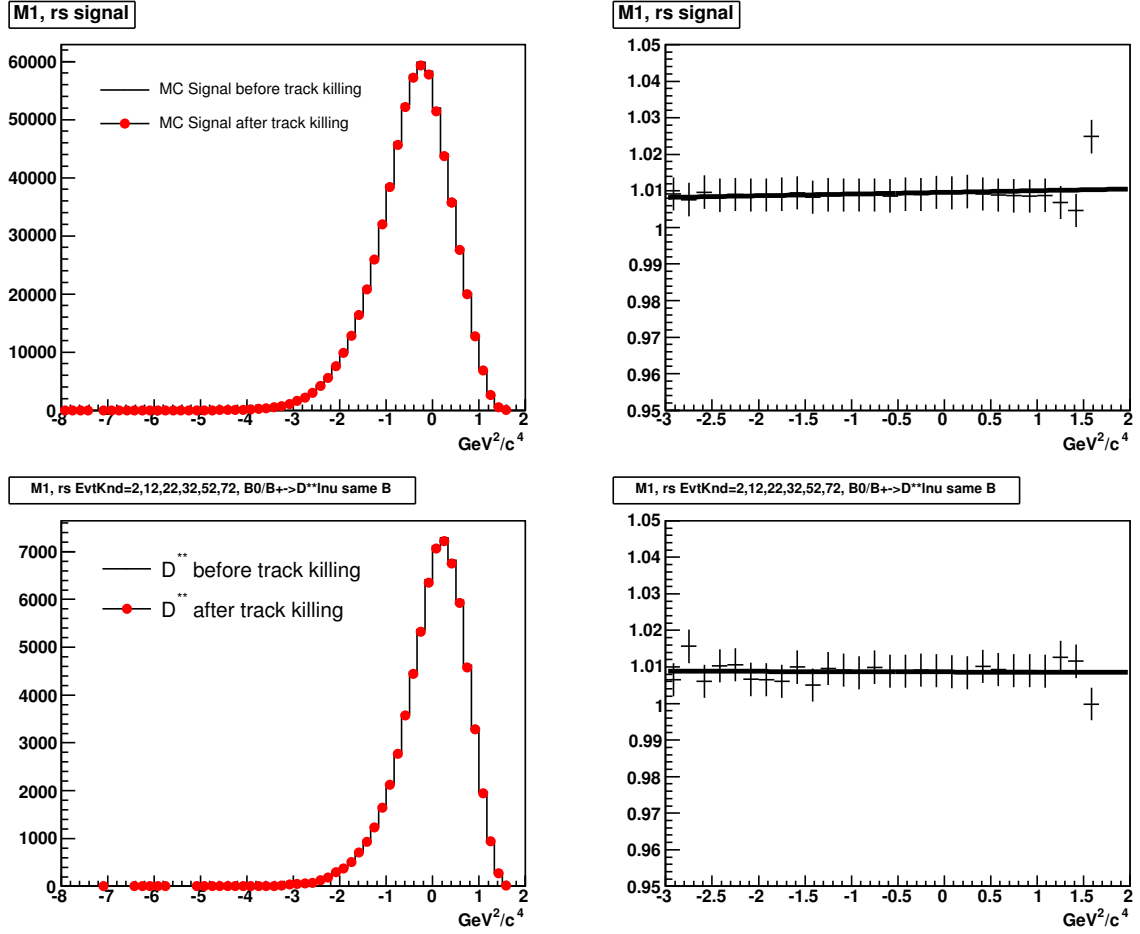 M1, rs signal
60000
50000
40000
30000
20000
10000
0
MC Signal before track killing
MC Signal after track killing
-8 -7 -6 -5 -4 -3 -2 -1 0 1 2
GeV²/c⁴
M1, rs signal
1.05
1.04
1.03
1.02
1.01
1
0.99
0.98
0.97
0.96
0.95
-3 -2.5 -2 -1.5 -1 -0.5 0 0.5 1 1.5 2
GeV²/c⁴
M1, rs EvtKnd=2,12,22,32,52,72, B0/B+->D**lnu same B
7000
6000
5000
4000
3000
2000
1000
0
D** before track killing
D** after track killing
-8 -7 -6 -5 -4 -3 -2 -1 0 1 2
GeV²/c⁴
M1, rs EvtKnd=2,12,22,32,52,72, B0/B+->D**lnu same B
1.05
1.04
1.03
1.02
1.01
1
0.99
0.98
0.97
0.96
0.95
-3 -2.5 -2 -1.5 -1 -0.5 0 0.5 1 1.5 2
GeV²/c⁴